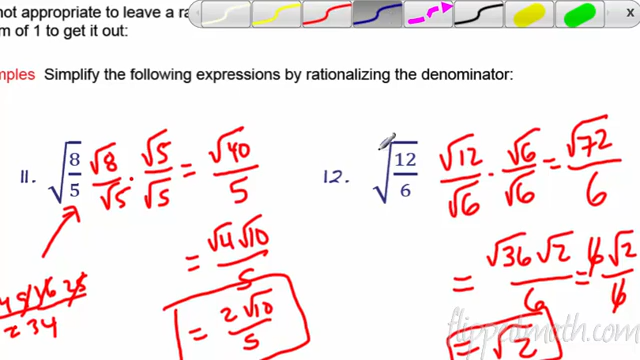 not appropriate to leave a ra
m of 1 to get it out:
x
mples Simplify the following expressions by rationalizing the denominator:
11. √(8/5) √8/√5 · √5/√5 = √40/5
= √4√10/5
= 2√10/5
234
12. √(12/6) √12/√6 · √6/√6 = √72/6
= √36√2/6 = 6√2/6
= √2
flippedmath.com